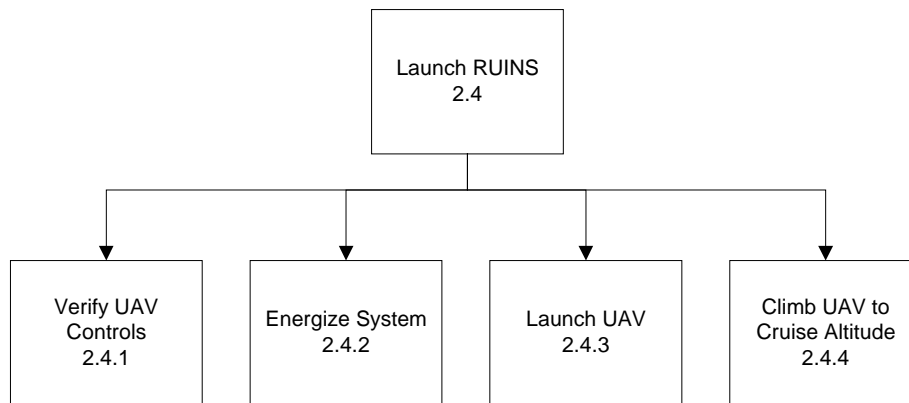 Launch RUINS
2.4
Verify UAV
Controls
2.4.1
Energize System
2.4.2
Launch UAV
2.4.3
Climb UAV to
Cruise Altitude
2.4.4